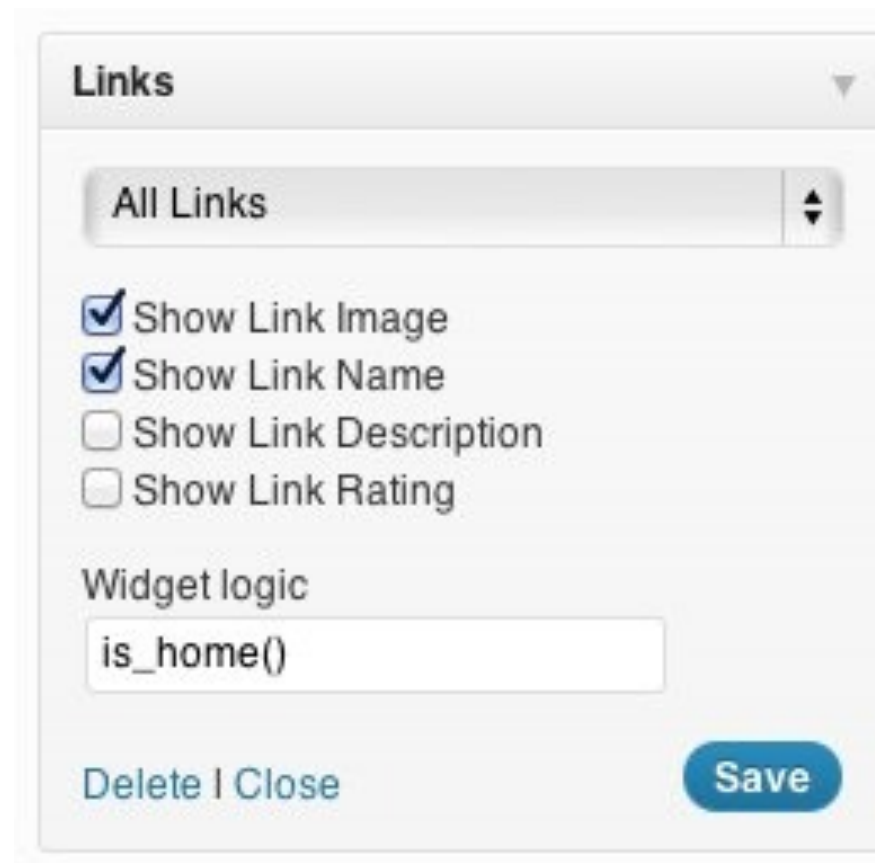 Links
All Links
Show Link Image
Show Link Name
Show Link Description
Show Link Rating
Widget logic
is_home()
Delete | Close
Save